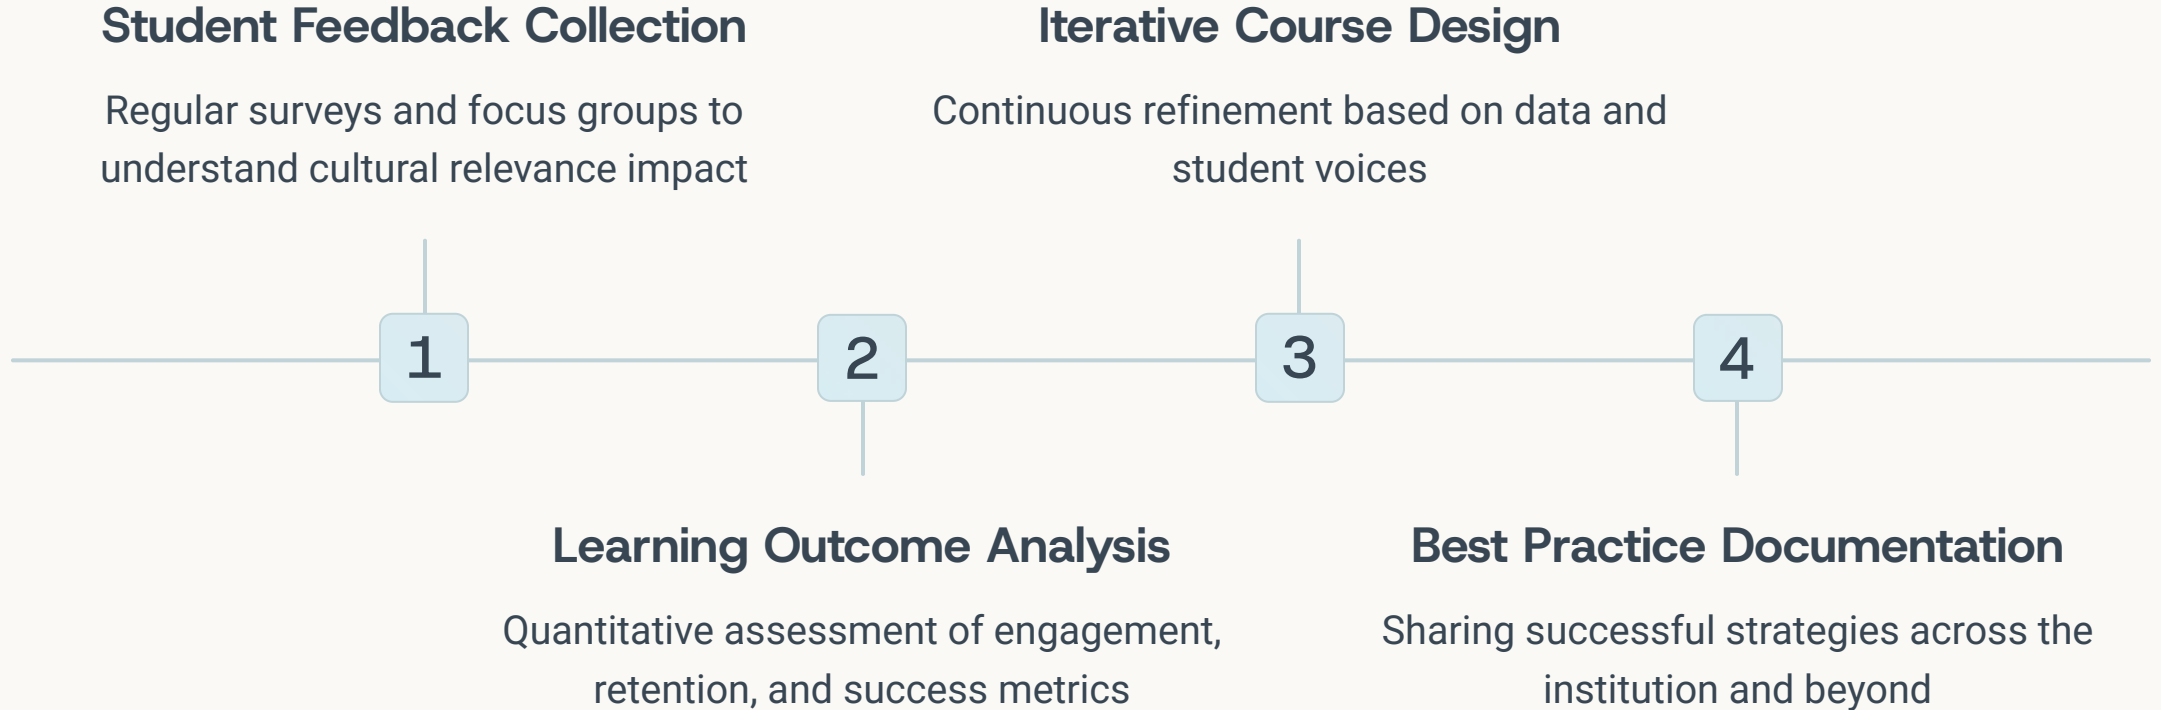 Student Feedback Collection
Regular surveys and focus groups to
understand cultural relevance impact
Iterative Course Design
Continuous refinement based on data and
student voices
1
2
3
4
Learning Outcome Analysis
Quantitative assessment of engagement,
retention, and success metrics
Best Practice Documentation
Sharing successful strategies across the
institution and beyond